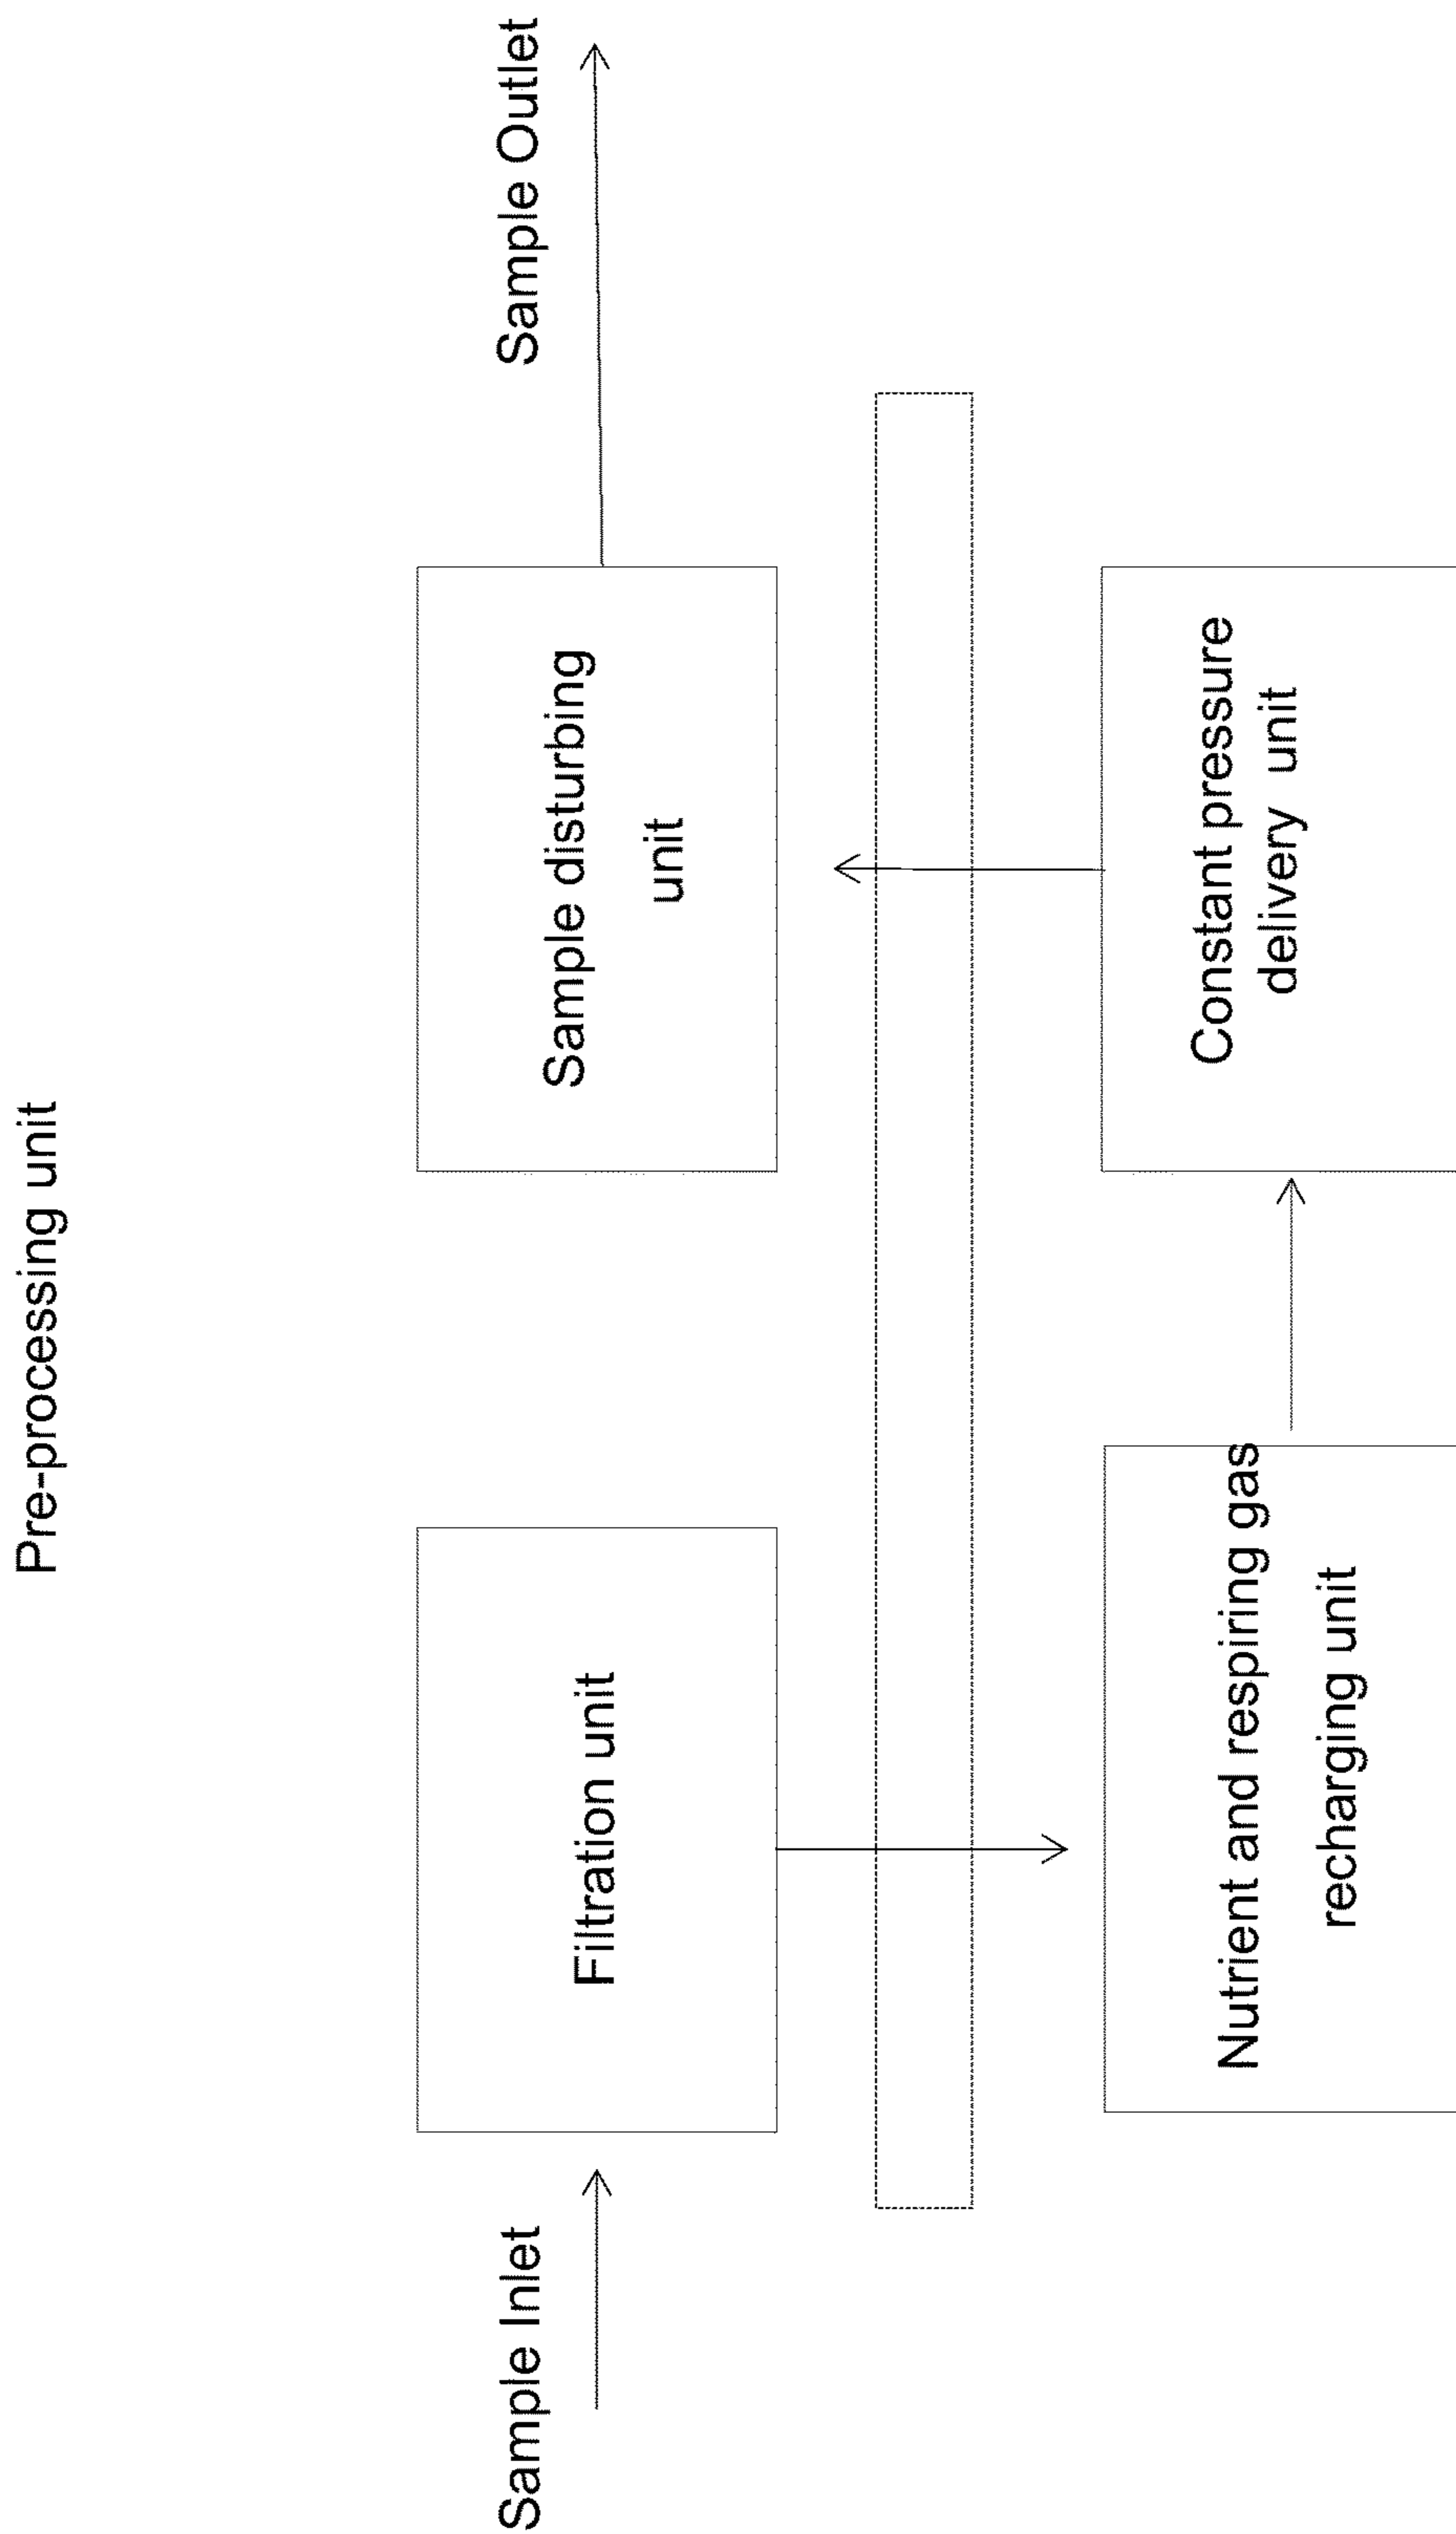 Pre-processing unit
Sample Inlet
Sample Outlet
Filtration unit
Sample disturbing
unit
Nutrient and respiring gas
recharging unit
Constant pressure
delivery unit